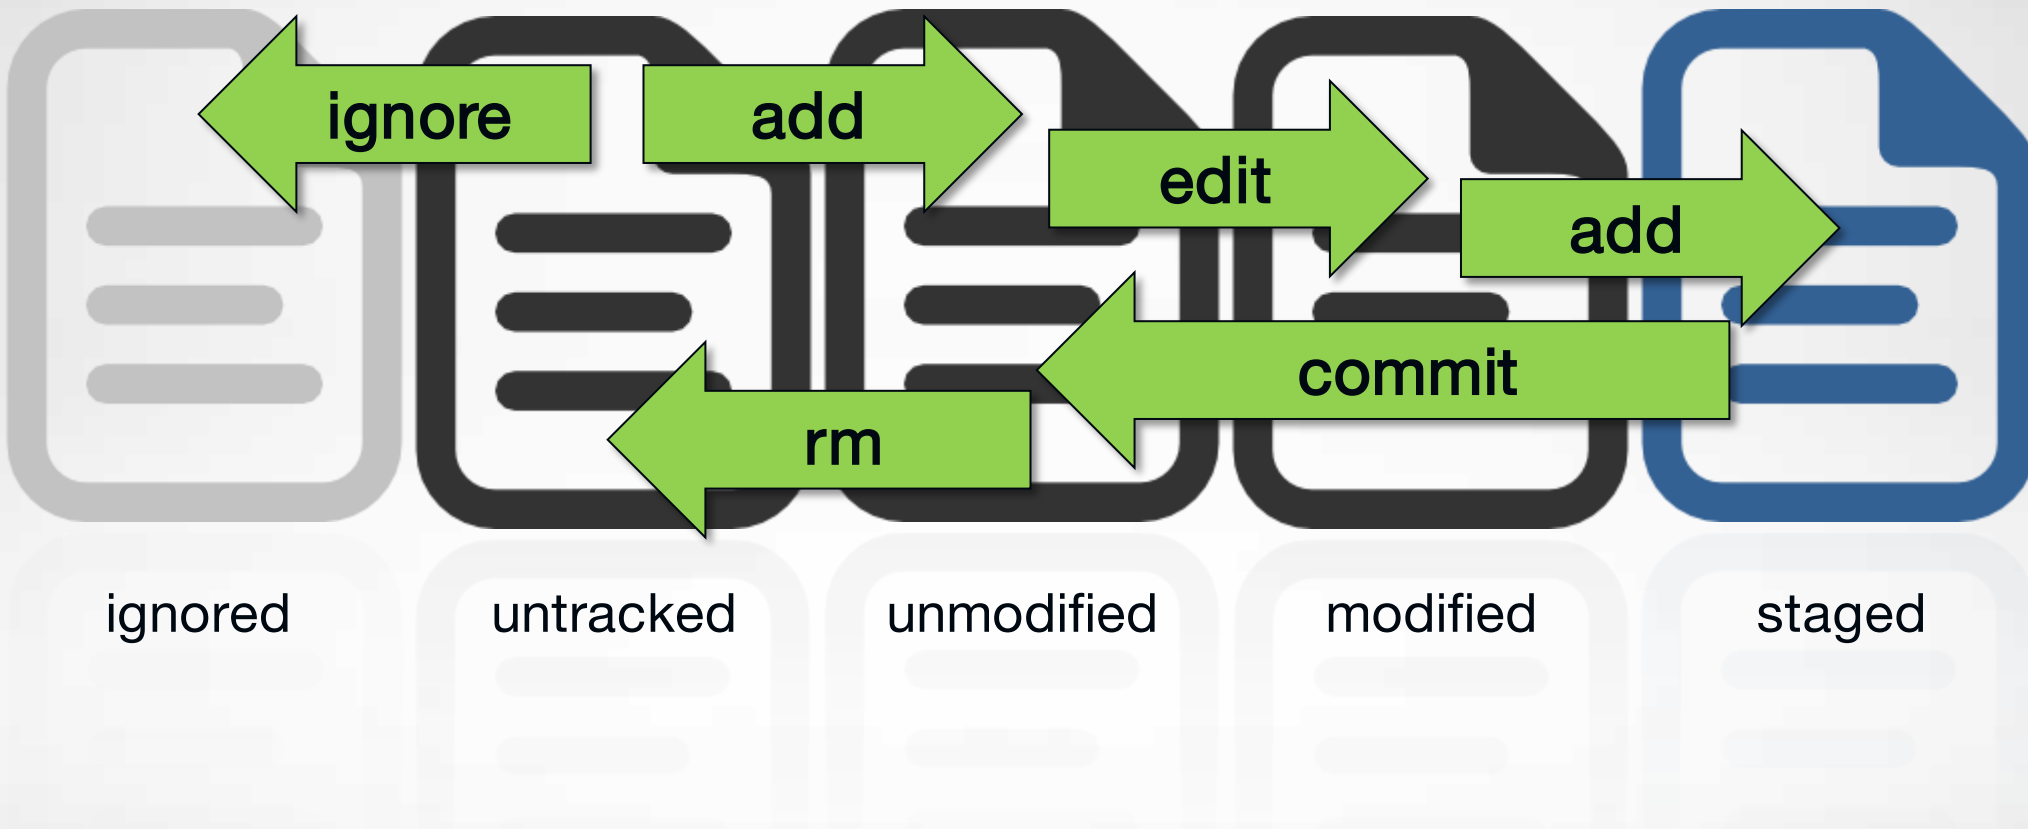 ignore
add
edit
add
commit
rm
ignored
untracked
unmodified
modified
staged